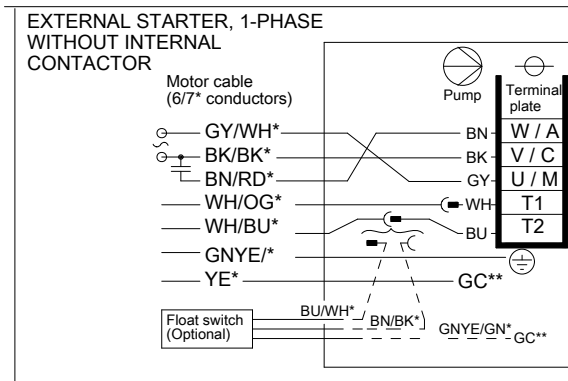 EXTERNAL STARTER, 1-PHASE
WITHOUT INTERNAL
CONTACTOR
Motor cable
(6/7* conductors)
Pump
Terminal
plate
GY/WH*
BN
W / A
BK/BK*
BK
V / C
BN/RD*
GY
U / M
WH/OG*
WH
T1
WH/BU*
BU
T2
GNYE/*
YE*
GC**
BU/WH*
Float switch
(Optional)
BN/BK*
GNYE/GN*
GC**